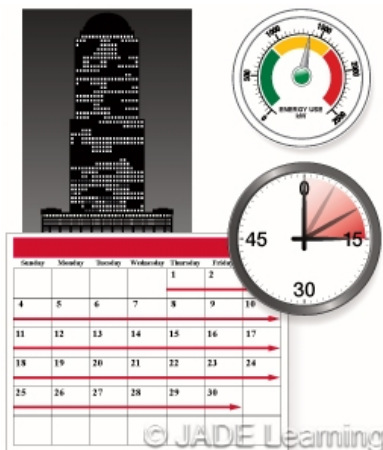 1000 1500
500 2000
0 2500
ENERGY USE
kW
0
45 15
30
Sunday Monday Tuesday Wednesday Thursday Friday
1 2
4 5 6 7 8 9 10
11 12 13 14 15 16 17
18 19 20 21 22 23 24
25 26 27 28 29 30
© JADE Learning